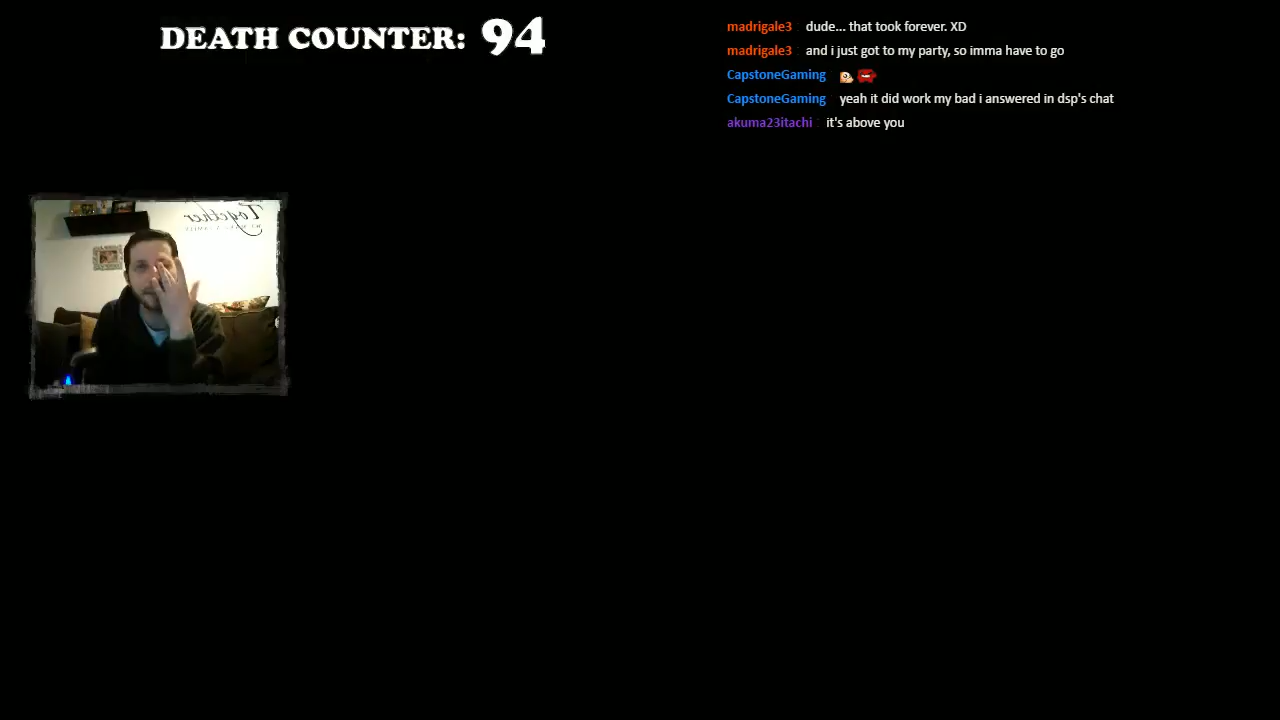 DEATH COUNTER: 94
madrigale3 : dude... that took forever. XD
madrigale3 : and i just got to my party, so imma have to go
CapstoneGaming :
CapstoneGaming : yeah it did work my bad i answered in dsp's chat
akuma23itachi : it's above you
Together